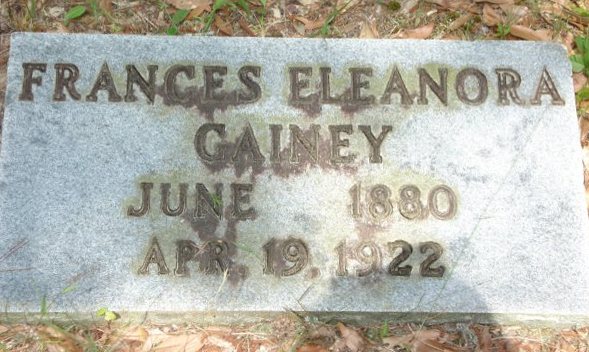 FRANCES ELEANORA
GAINEY
JUNE 1880
APR. 19, 1922